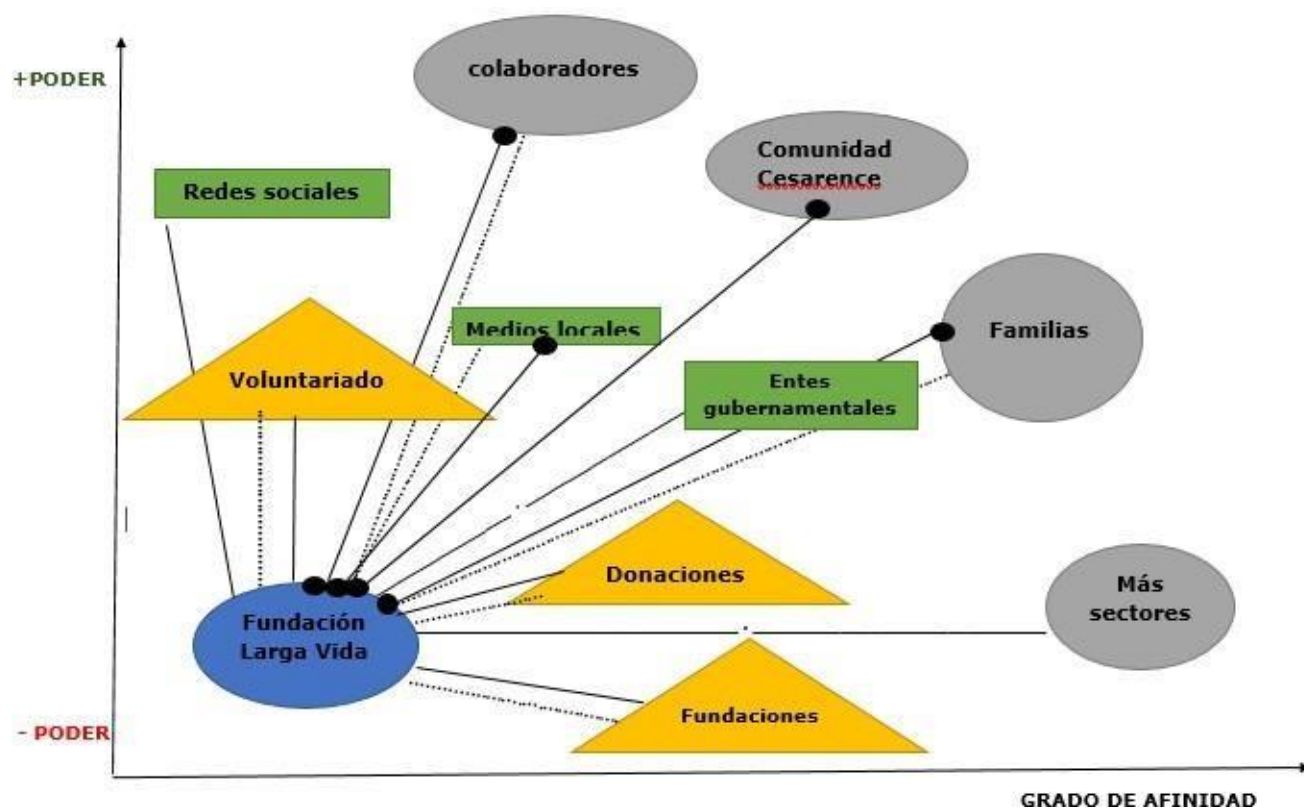 colaboradores
+PODER
Comunidad
Cesarence
Redes sociales
Medios locales
Familias
Voluntariado
Entes
gubernamentales
Donaciones
Más
sectores
Fundación
Larga Vida
Fundaciones
- PODER
GRADO DE AFINIDAD